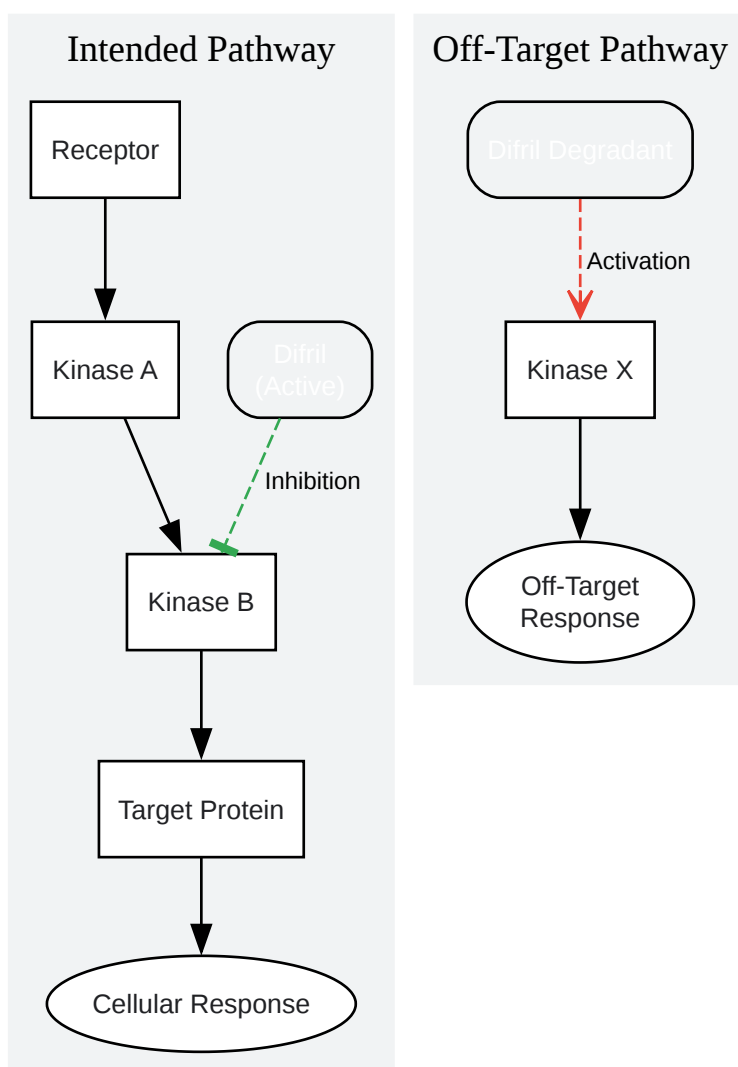 Intended Pathway
Receptor
Kinase A
Difril
(Active)
Inhibition
Kinase B
Target Protein
Cellular Response
Off-Target Pathway
Difril Degradant
Activation
Kinase X
Off-Target
Response